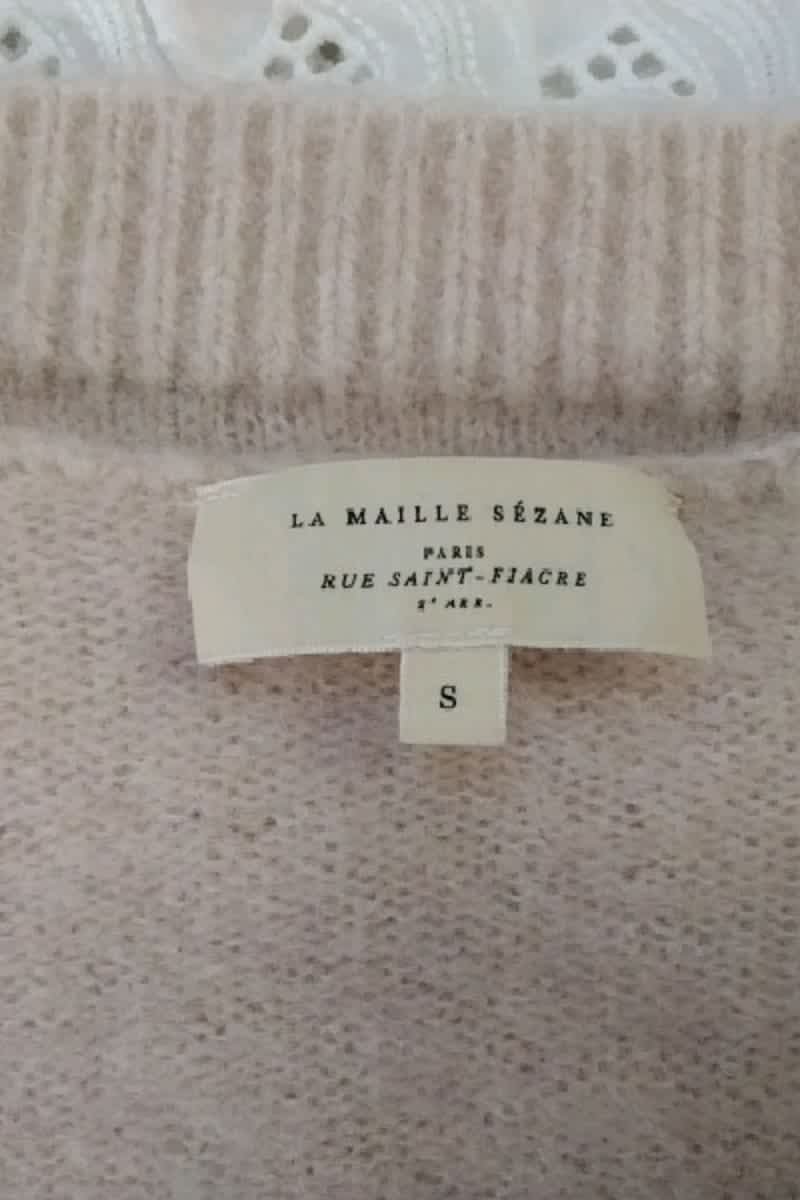 LA MAILLE SÉZANE
PARIS
RUE SAINT-FIACRE
2ᵉ ARR.
S